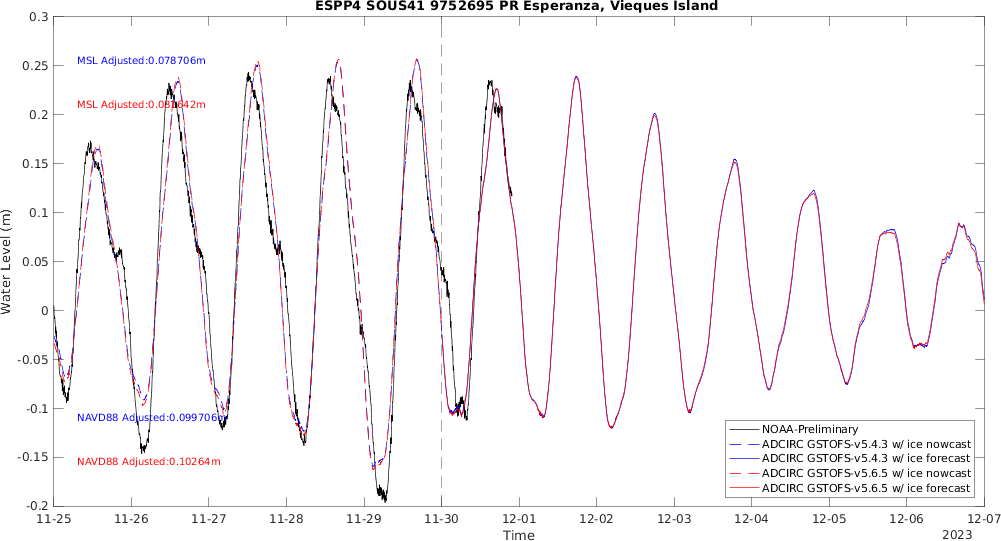 ESPP4 SOUS41 9752695 PR Esperanza, Vieques Island
0.3
0.25
0.2
0.15
0.1
0.05
0
-0.05
-0.1
-0.15
-0.2
Water Level (m)
MSL Adjusted:0.078706m
MSL Adjusted:0.081642m
NAVD88 Adjusted:0.099706m
NAVD88 Adjusted:0.10264m
NOAA-Preliminary
ADCIRC GSTOFS-v5.4.3 w/ ice nowcast
ADCIRC GSTOFS-v5.4.3 w/ ice forecast
ADCIRC GSTOFS-v5.6.5 w/ ice nowcast
ADCIRC GSTOFS-v5.6.5 w/ ice forecast
11-25 11-26 11-27 11-28 11-29 11-30 12-01 12-02 12-03 12-04 12-05 12-06 12-07
Time
2023